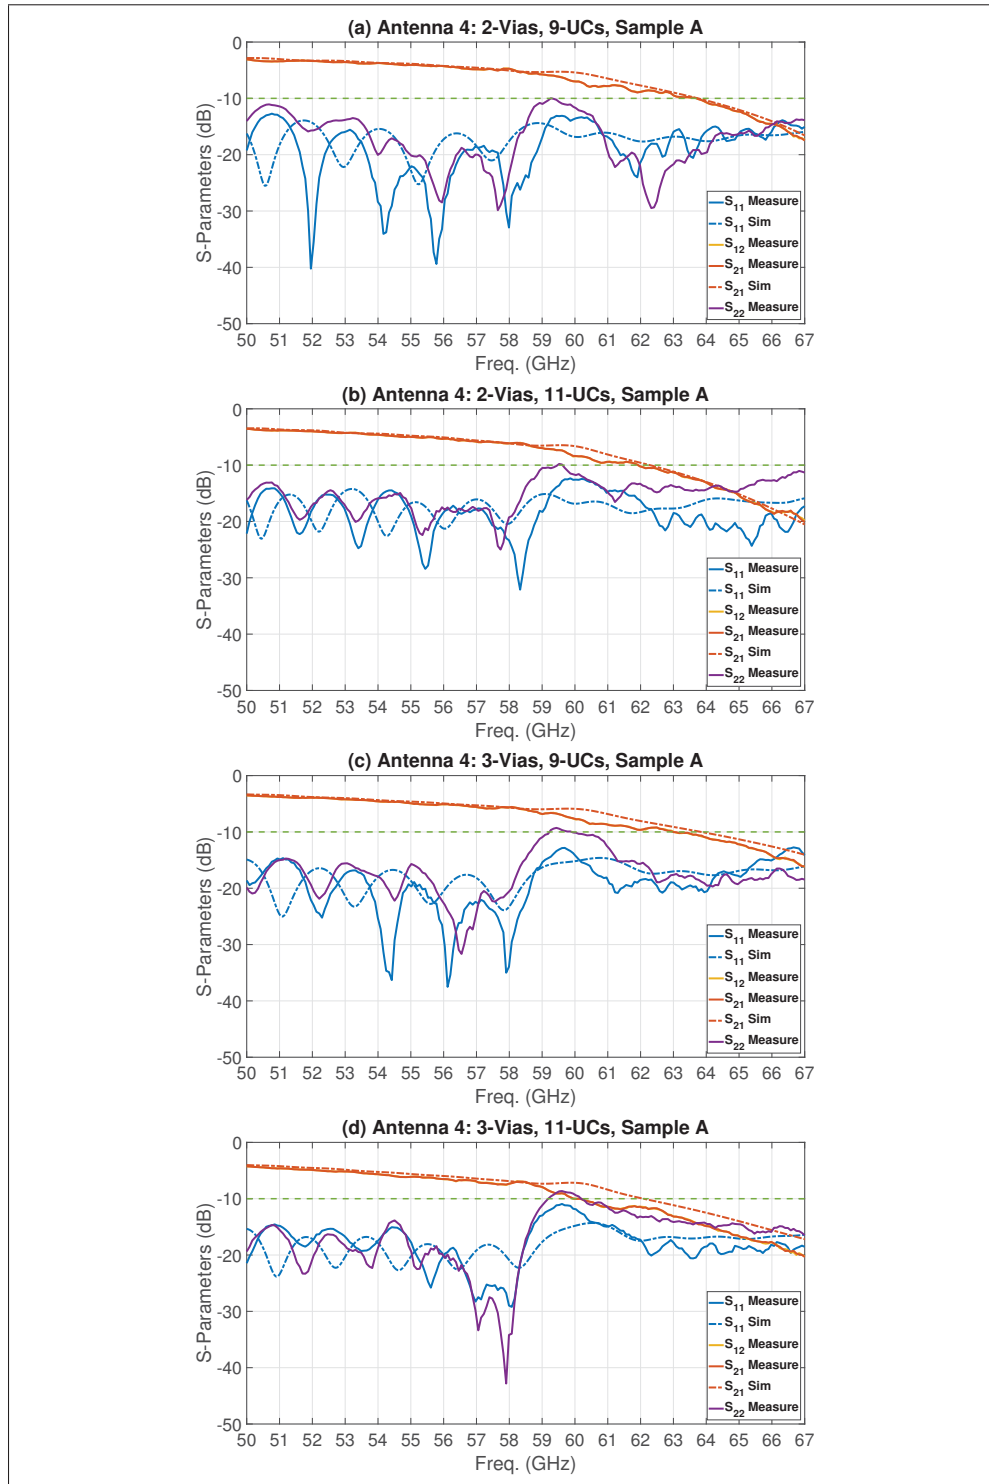 (a) Antenna 4: 2-Vias, 9-UCs, Sample A
0
-10
-20
-30
-40
-50
S-Parameters (dB)
S11 Measure
S11 Sim
S12 Measure
S21 Measure
S21 Sim
S22 Measure
50 51 52 53 54 55 56 57 58 59 60 61 62 63 64 65 66 67
Freq. (GHz)
(b) Antenna 4: 2-Vias, 11-UCs, Sample A
0
-10
-20
-30
-40
-50
S-Parameters (dB)
S11 Measure
S11 Sim
S12 Measure
S21 Measure
S21 Sim
S22 Measure
50 51 52 53 54 55 56 57 58 59 60 61 62 63 64 65 66 67
Freq. (GHz)
(c) Antenna 4: 3-Vias, 9-UCs, Sample A
0
-10
-20
-30
-40
-50
S-Parameters (dB)
S11 Measure
S11 Sim
S12 Measure
S21 Measure
S21 Sim
S22 Measure
50 51 52 53 54 55 56 57 58 59 60 61 62 63 64 65 66 67
Freq. (GHz)
(d) Antenna 4: 3-Vias, 11-UCs, Sample A
0
-10
-20
-30
-40
-50
S-Parameters (dB)
S11 Measure
S11 Sim
S12 Measure
S21 Measure
S21 Sim
S22 Measure
50 51 52 53 54 55 56 57 58 59 60 61 62 63 64 65 66 67
Freq. (GHz)